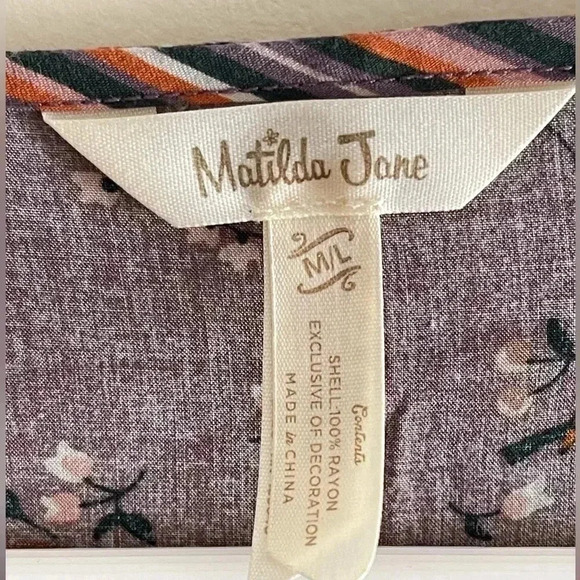 Matilda Jane
M/L
Contents
SHELL:100% RAYON
EXCLUSIVE OF DECORATION
MADE in CHINA